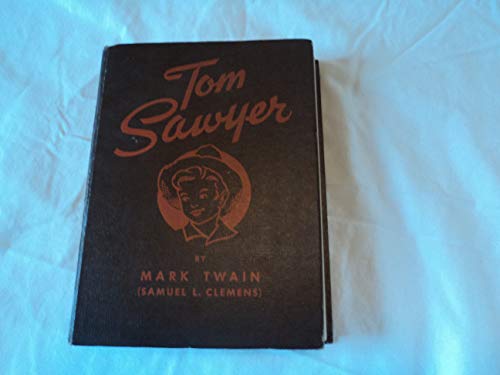 Tom
Sawyer
BY
MARK TWAIN
(SAMUEL L. CLEMENS)